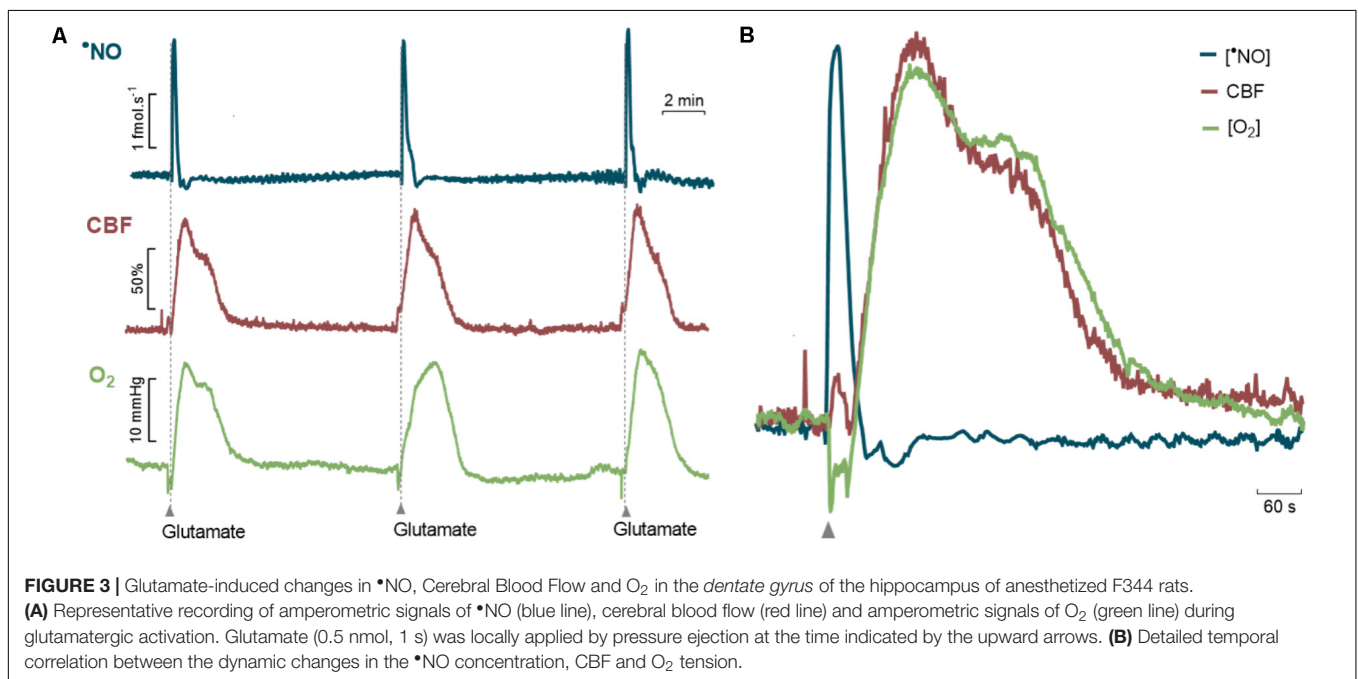 A
•NO
1 fmol.s⁻¹
2 min
CBF
50%
O₂
10 mmHg
Glutamate
Glutamate
Glutamate
B
[•NO]
CBF
[O₂]
60 s
FIGURE 3 | Glutamate-induced changes in •NO, Cerebral Blood Flow and O₂ in the dentate gyrus of the hippocampus of anesthetized F344 rats.
(A) Representative recording of amperometric signals of •NO (blue line), cerebral blood flow (red line) and amperometric signals of O₂ (green line) during
glutamatergic activation. Glutamate (0.5 nmol, 1 s) was locally applied by pressure ejection at the time indicated by the upward arrows. (B) Detailed temporal
correlation between the dynamic changes in the •NO concentration, CBF and O₂ tension.